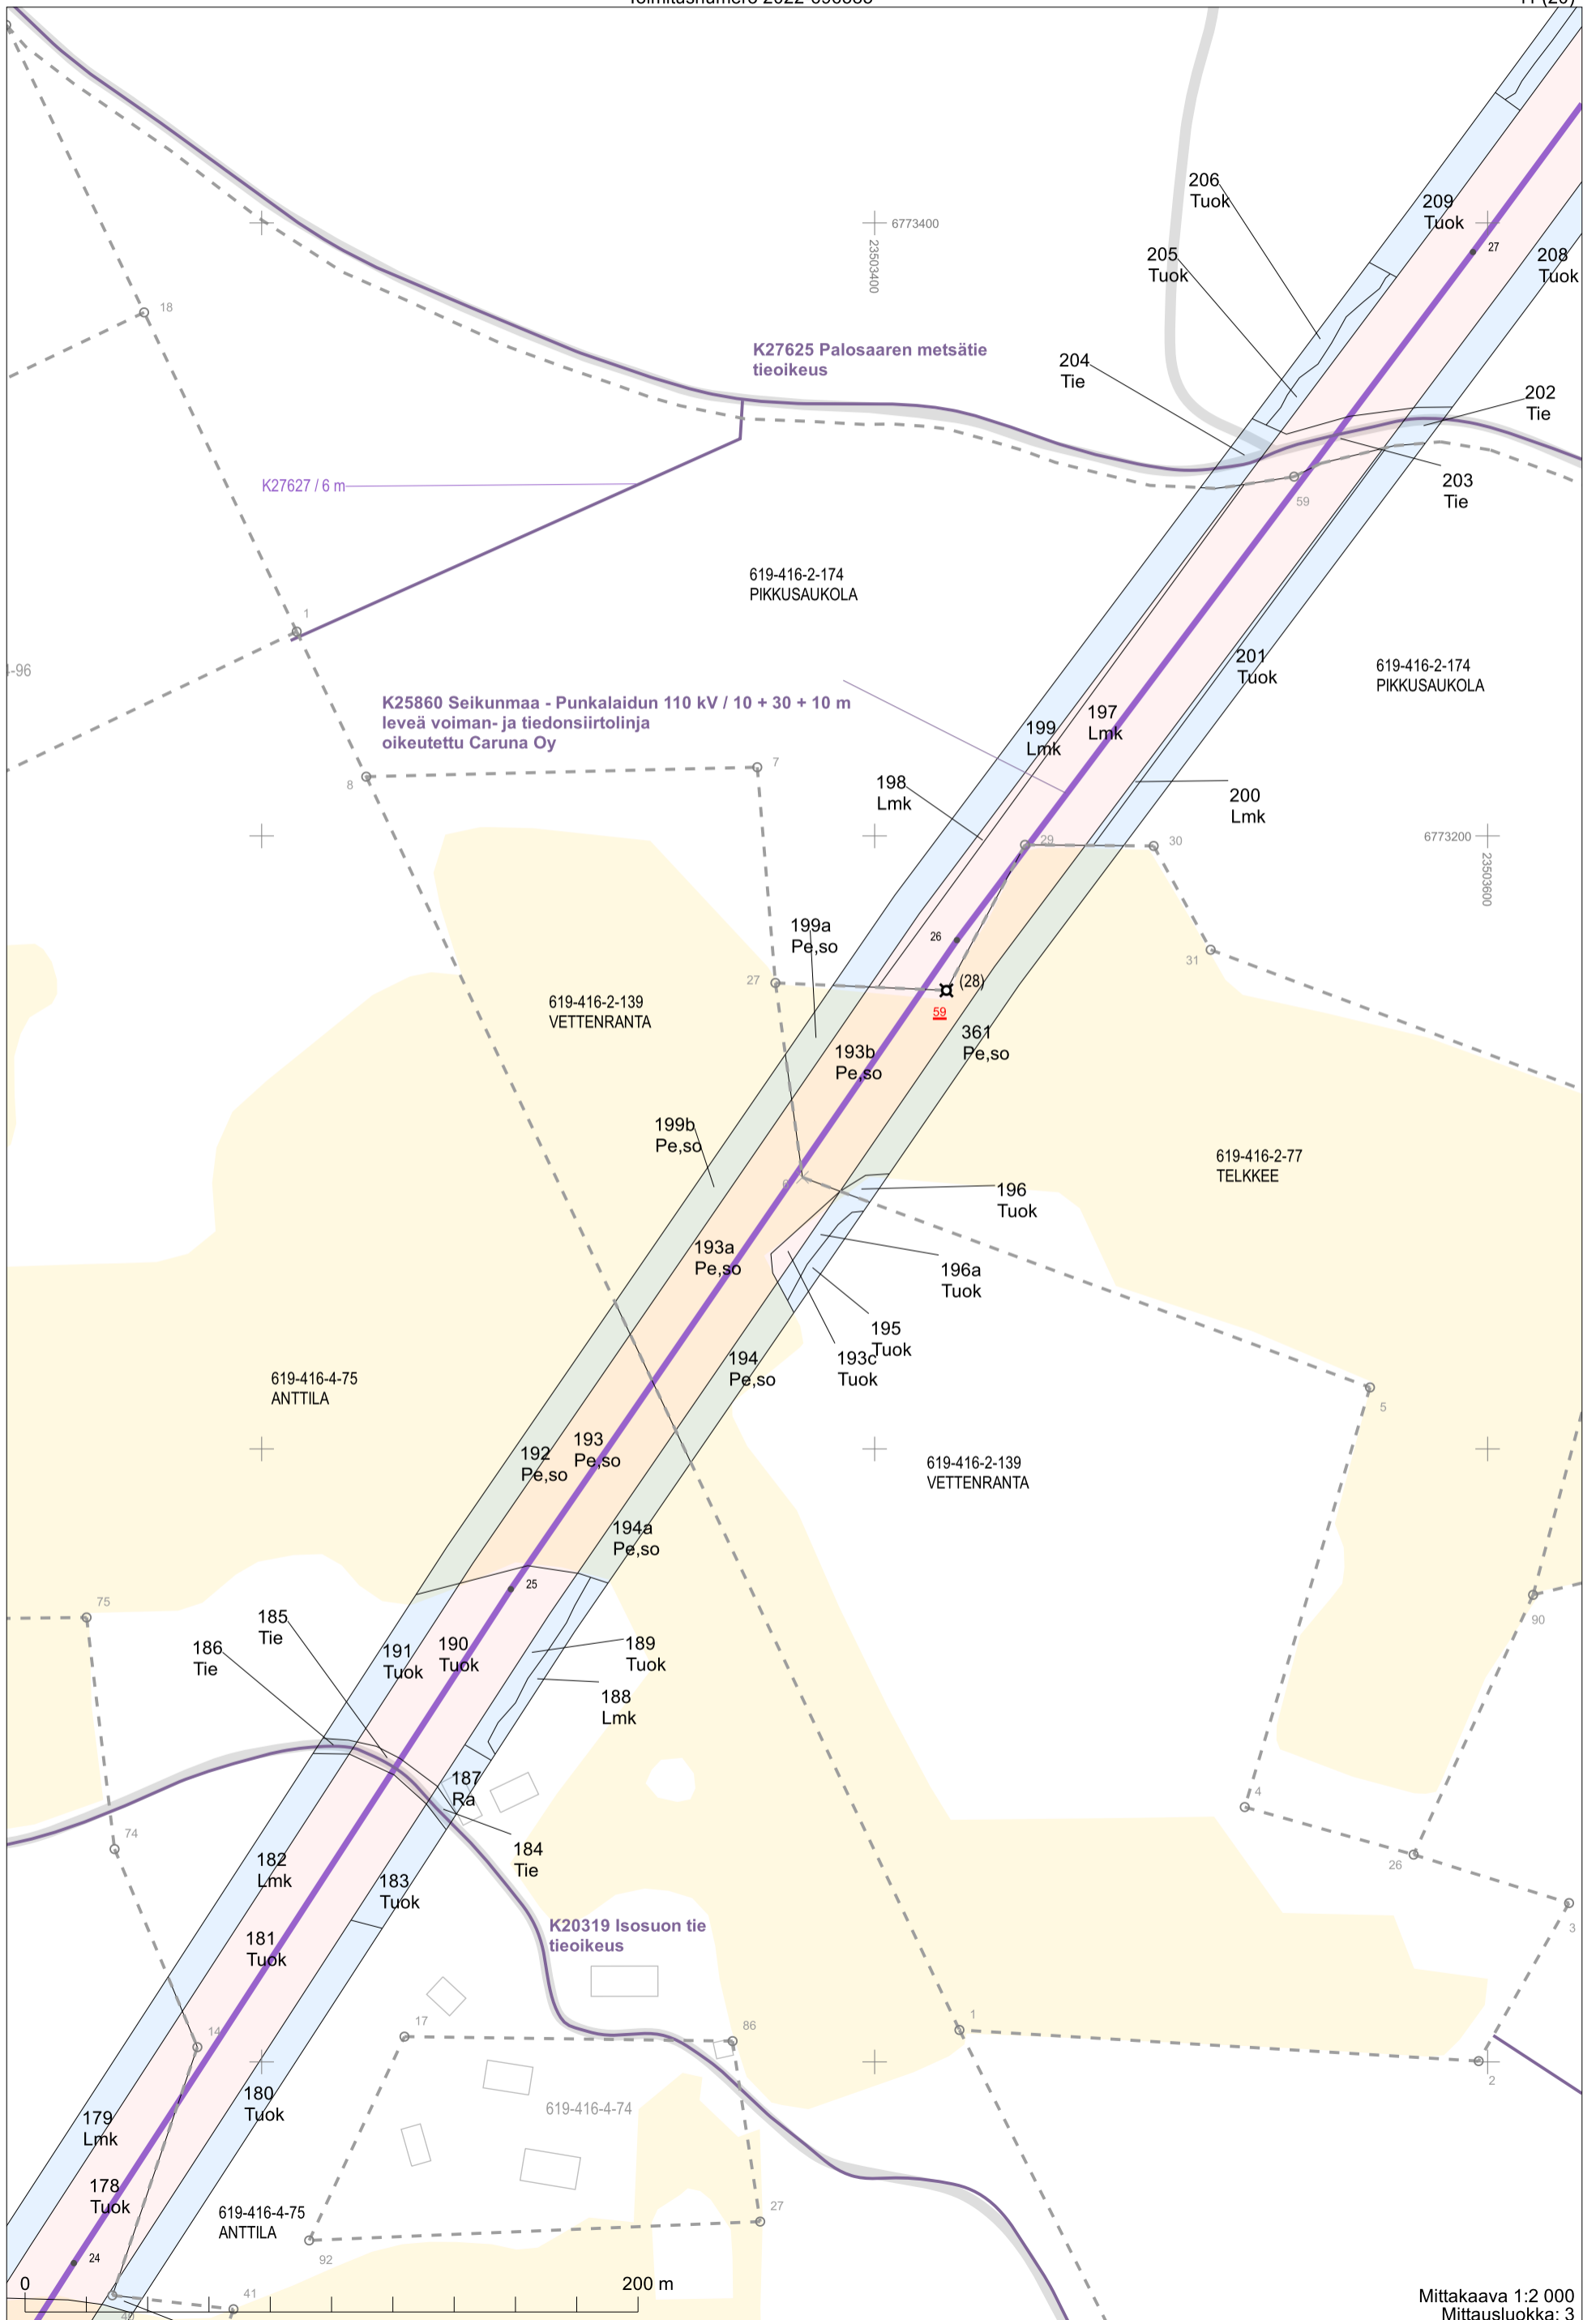 206
Tuok
209
Tuok
6773400
23503400
205
Tuok
27
208
Tuok
18
K27625 Palosaaren metsätie
tieoikeus
204
Tie
202
Tie
K27627 / 6 m
203
Tie
59
619-416-2-174
PIKKUSAUKOLA
1
-96
201
Tuok
619-416-2-174
PIKKUSAUKOLA
K25860 Seikunmaa - Punkalaidun 110 kV / 10 + 30 + 10 m
leveä voiman- ja tiedonsiirtolinja
oikeutettu Caruna Oy
199
Lmk
197
Lmk
7
8
198
Lmk
200
Lmk
29
30
6773200
23503600
199a
Pe,so
26
31
27
(28)
59
619-416-2-139
VETTENRANTA
193b
Pe,so
361
Pe,so
199b
Pe,so
619-416-2-77
TELKKEE
6
196
Tuok
193a
Pe,so
196a
Tuok
195
Tuok
193c
Tuok
194
Pe,so
619-416-4-75
ANTTILA
5
193
Pe,so
192
Pe,so
619-416-2-139
VETTENRANTA
194a
Pe,so
25
75
185
Tie
186
Tie
191
Tuok
190
Tuok
189
Tuok
90
188
Lmk
187
Ra
4
74
184
Tie
182
Lmk
26
183
Tuok
3
K20319 Isosuon tie
tieoikeus
181
Tuok
14
17
86
1
2
180
Tuok
619-416-4-74
179
Lmk
178
Tuok
619-416-4-75
ANTTILA
27
24
92
0
200 m
41
Mittakaava 1:2 000
Mittausluokka: 3